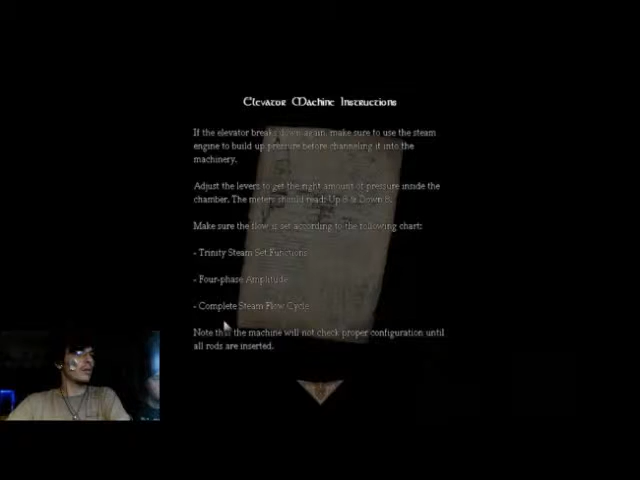 Elevator Machine Instructions
If the elevator breaks down again, make sure to use the steam
engine to build up pressure before channeling it into the
machinery.
Adjust the levers to get the right amount of pressure inside the
chamber. The meters should read: Up 8 & Down 8.
Make sure the flow is set according to the following chart:
- Trinity Steam Set Functions
- Four-phase Amplitude
- Complete Steam Flow Cycle
Note that the machine will not check proper configuration until
all rods are inserted.